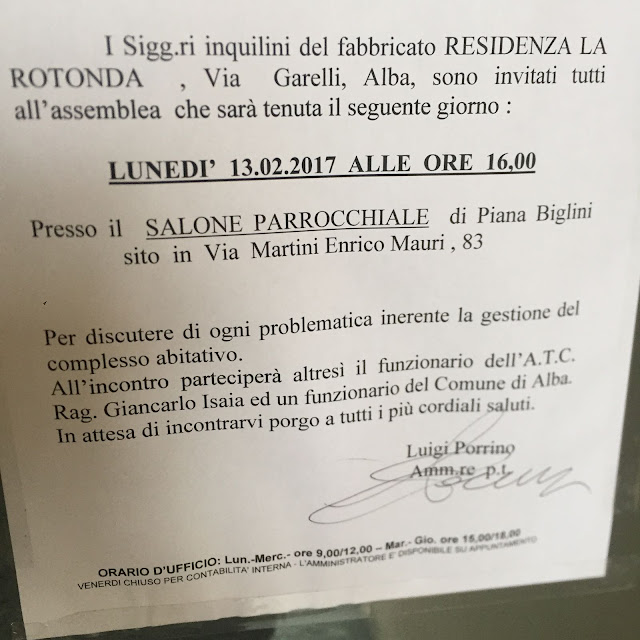 I Sigg.ri inquilini del fabbricato RESIDENZA LA
ROTONDA , Via Garelli, Alba, sono invitati tutti
all'assemblea che sarà tenuta il seguente giorno :
LUNEDI' 13.02.2017 ALLE ORE 16,00
Presso il SALONE PARROCCHIALE di Piana Biglini
sito in Via Martini Enrico Mauri , 83
Per discutere di ogni problematica inerente la gestione del
complesso abitativo.
All'incontro parteciperà altresì il funzionario dell'A.T.C.
Rag. Giancarlo Isaia ed un funzionario del Comune di Alba.
In attesa di incontrarvi porgo a tutti i più cordiali saluti.
Luigi Porrino
Amm.re p.t.
ORARIO D'UFFICIO: Lun.-Merc.- ore 9,00/12,00 – Mar.- Gio. ore 15,00/18,00
VENERDI CHIUSO PER CONTABILITA' INTERNA - L'AMMINISTRATORE E' DISPONIBILE SU APPUNTAMENTO